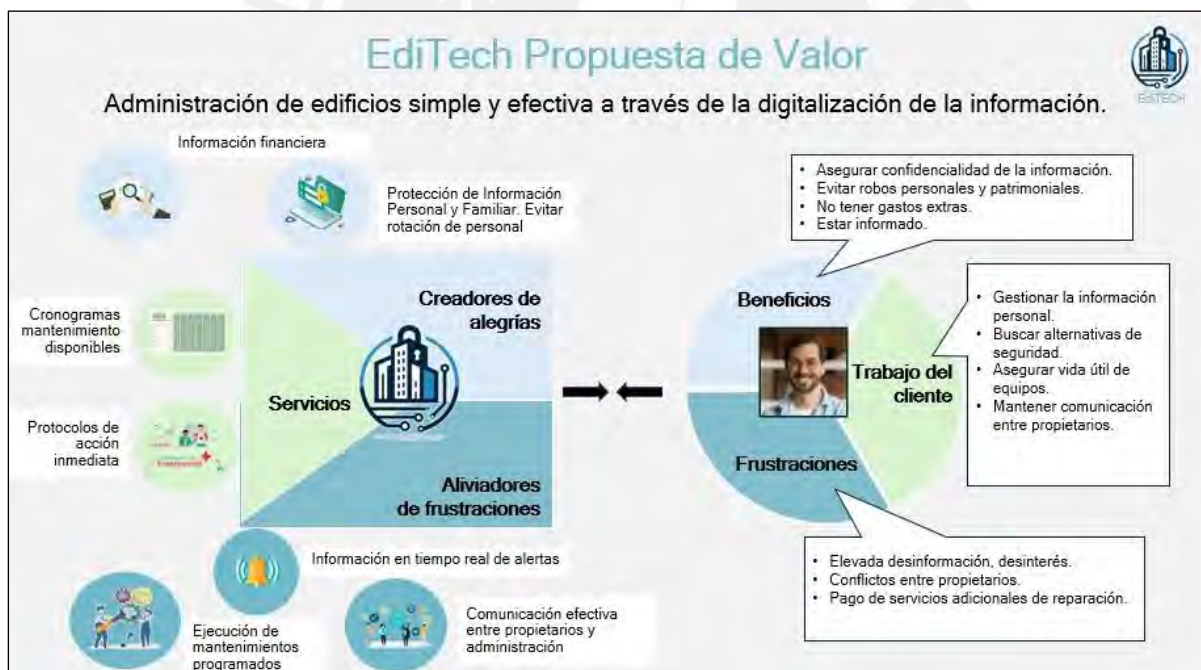 EdiTech Propuesta de Valor
EDITECH
Administración de edificios simple y efectiva a través de la digitalización de la información.
Información financiera
Protección de Información
Personal y Familiar. Evitar
rotación de personal
Cronogramas
mantenimiento
disponibles
Protocolos de
acción
inmediata
Creadores de
alegrías
Servicios
Aliviadores
de frustraciones
Información en tiempo real de alertas
Ejecución de
mantenimientos
programados
Comunicación efectiva
entre propietarios y
administración
• Asegurar confidencialidad de la información.
• Evitar robos personales y patrimoniales.
• No tener gastos extras.
• Estar informado.
Beneficios
Trabajo del
cliente
Frustraciones
• Gestionar la información
personal.
• Buscar alternativas de
seguridad.
• Asegurar vida útil de
equipos.
• Mantener comunicación
entre propietarios.
• Elevada desinformación, desinterés.
• Conflictos entre propietarios.
• Pago de servicios adicionales de reparación.